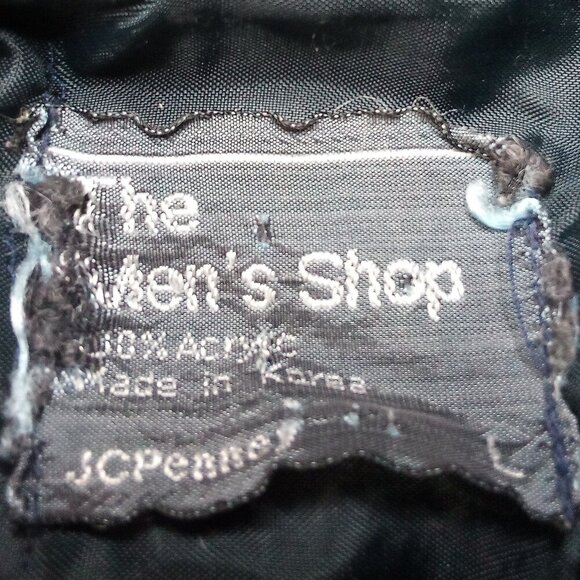 The
Men's Shop
100% Acrylic
Made in Korea
JCPenney L